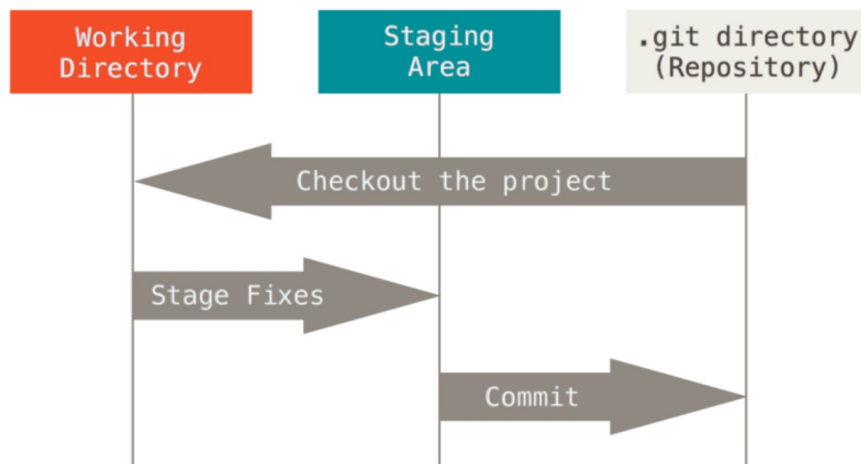 Working
Directory
Staging
Area
.git directory
(Repository)
Checkout the project
Stage Fixes
Commit